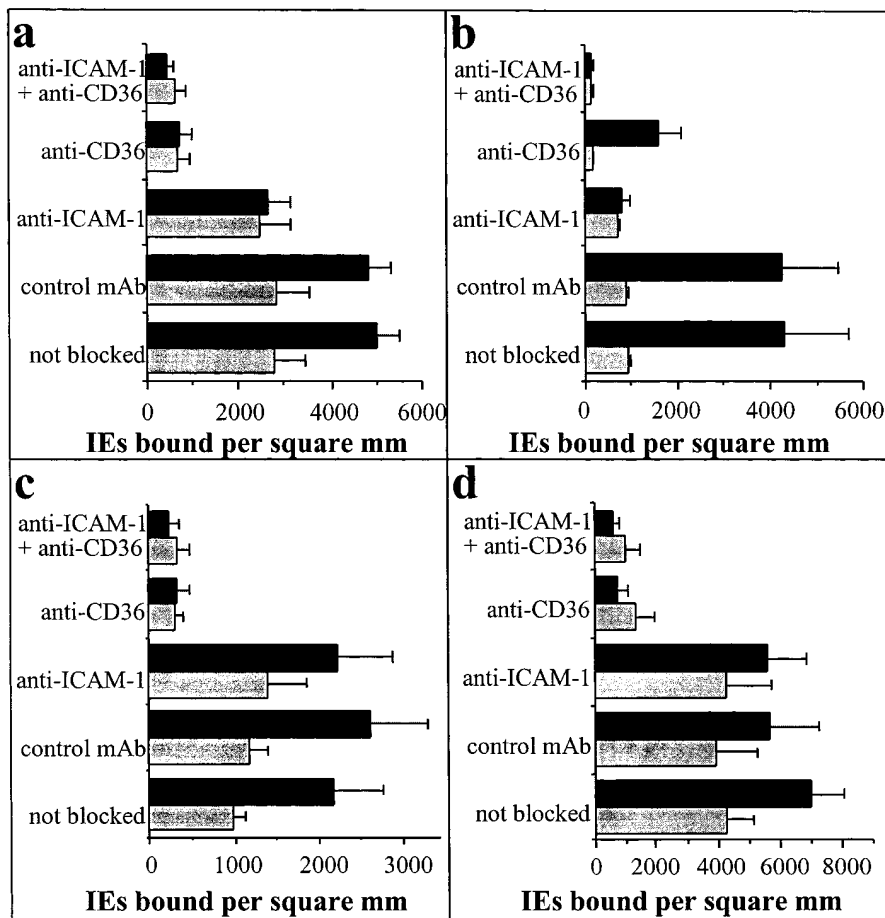 a
anti-ICAM-1
+ anti-CD36
anti-CD36
anti-ICAM-1
control mAb
not blocked
0 2000 4000 6000
IEs bound per square mm
b
anti-ICAM-1
+ anti-CD36
anti-CD36
anti-ICAM-1
control mAb
not blocked
0 2000 4000 6000
IEs bound per square mm
c
anti-ICAM-1
+ anti-CD36
anti-CD36
anti-ICAM-1
control mAb
not blocked
0 1000 2000 3000
IEs bound per square mm
d
anti-ICAM-1
+ anti-CD36
anti-CD36
anti-ICAM-1
control mAb
not blocked
0 2000 4000 6000 8000
IEs bound per square mm